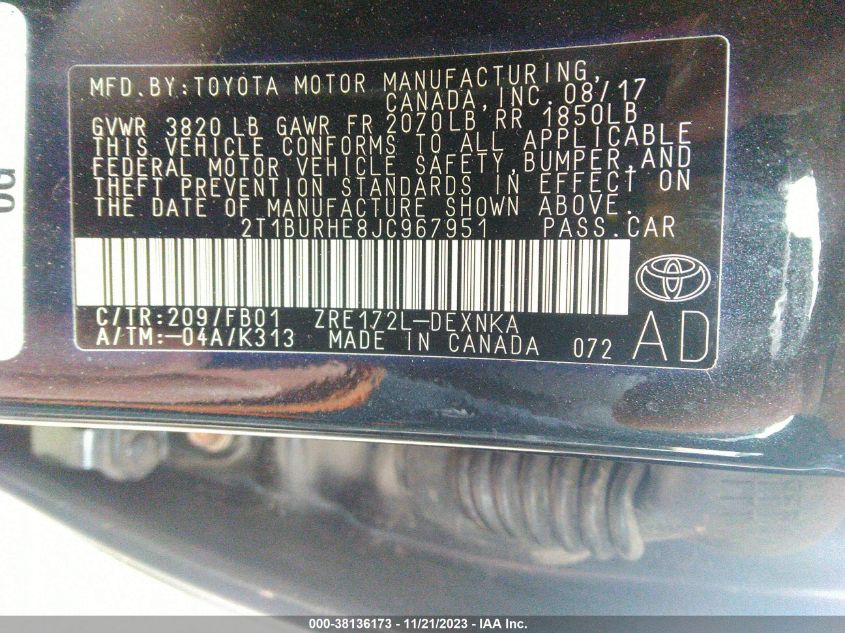 MFD.BY:TOYOTA MOTOR MANUFACTURING,
CANADA, INC. 08/17
GVWR 3820 LB GAWR FR 2070LB RR 1850LB
THIS VEHICLE CONFORMS TO ALL APPLICABLE
FEDERAL MOTOR VEHICLE SAFETY, BUMPER, AND
THEFT PREVENTION STANDARDS IN EFFECT ON
THE DATE OF MANUFACTURE SHOWN ABOVE.
2T1BURHE8JC967951 PASS.CAR
C/TR:209/FB01 ZRE172L-DEXNKA
A/TM:-04A/K313 MADE IN CANADA 072 AD
000-38136173 - 11/21/2023 - IAA Inc.